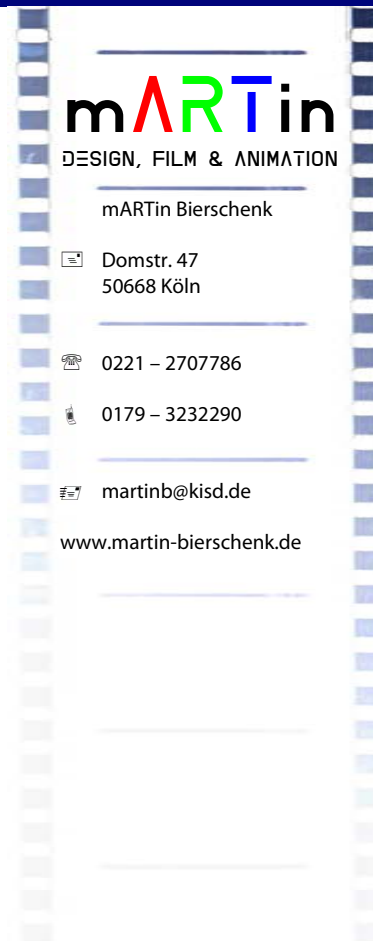 mARTin
DESIGN, FILM & ANIMATION
mARTin Bierschenk
Domstr. 47
50668 Köln
0221 – 2707786
0179 – 3232290
martinb@kisd.de
www.martin-bierschenk.de